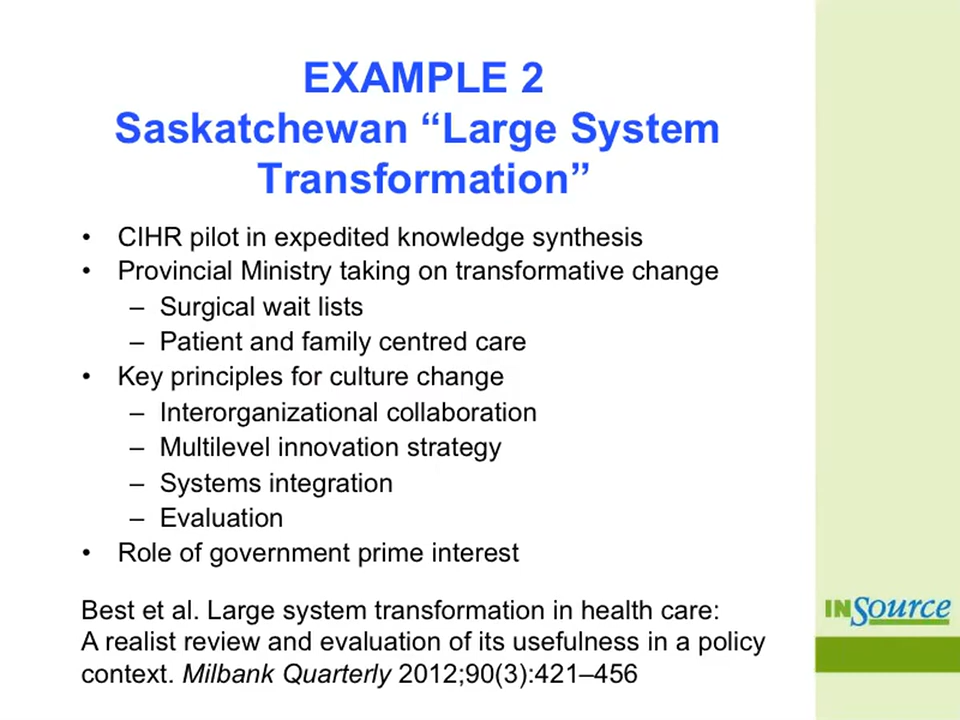 EXAMPLE 2
Saskatchewan “Large System
Transformation”
• CIHR pilot in expedited knowledge synthesis
• Provincial Ministry taking on transformative change
– Surgical wait lists
– Patient and family centred care
• Key principles for culture change
– Interorganizational collaboration
– Multilevel innovation strategy
– Systems integration
– Evaluation
• Role of government prime interest
Best et al. Large system transformation in health care:
A realist review and evaluation of its usefulness in a policy
context. Milbank Quarterly 2012;90(3):421–456
INSource